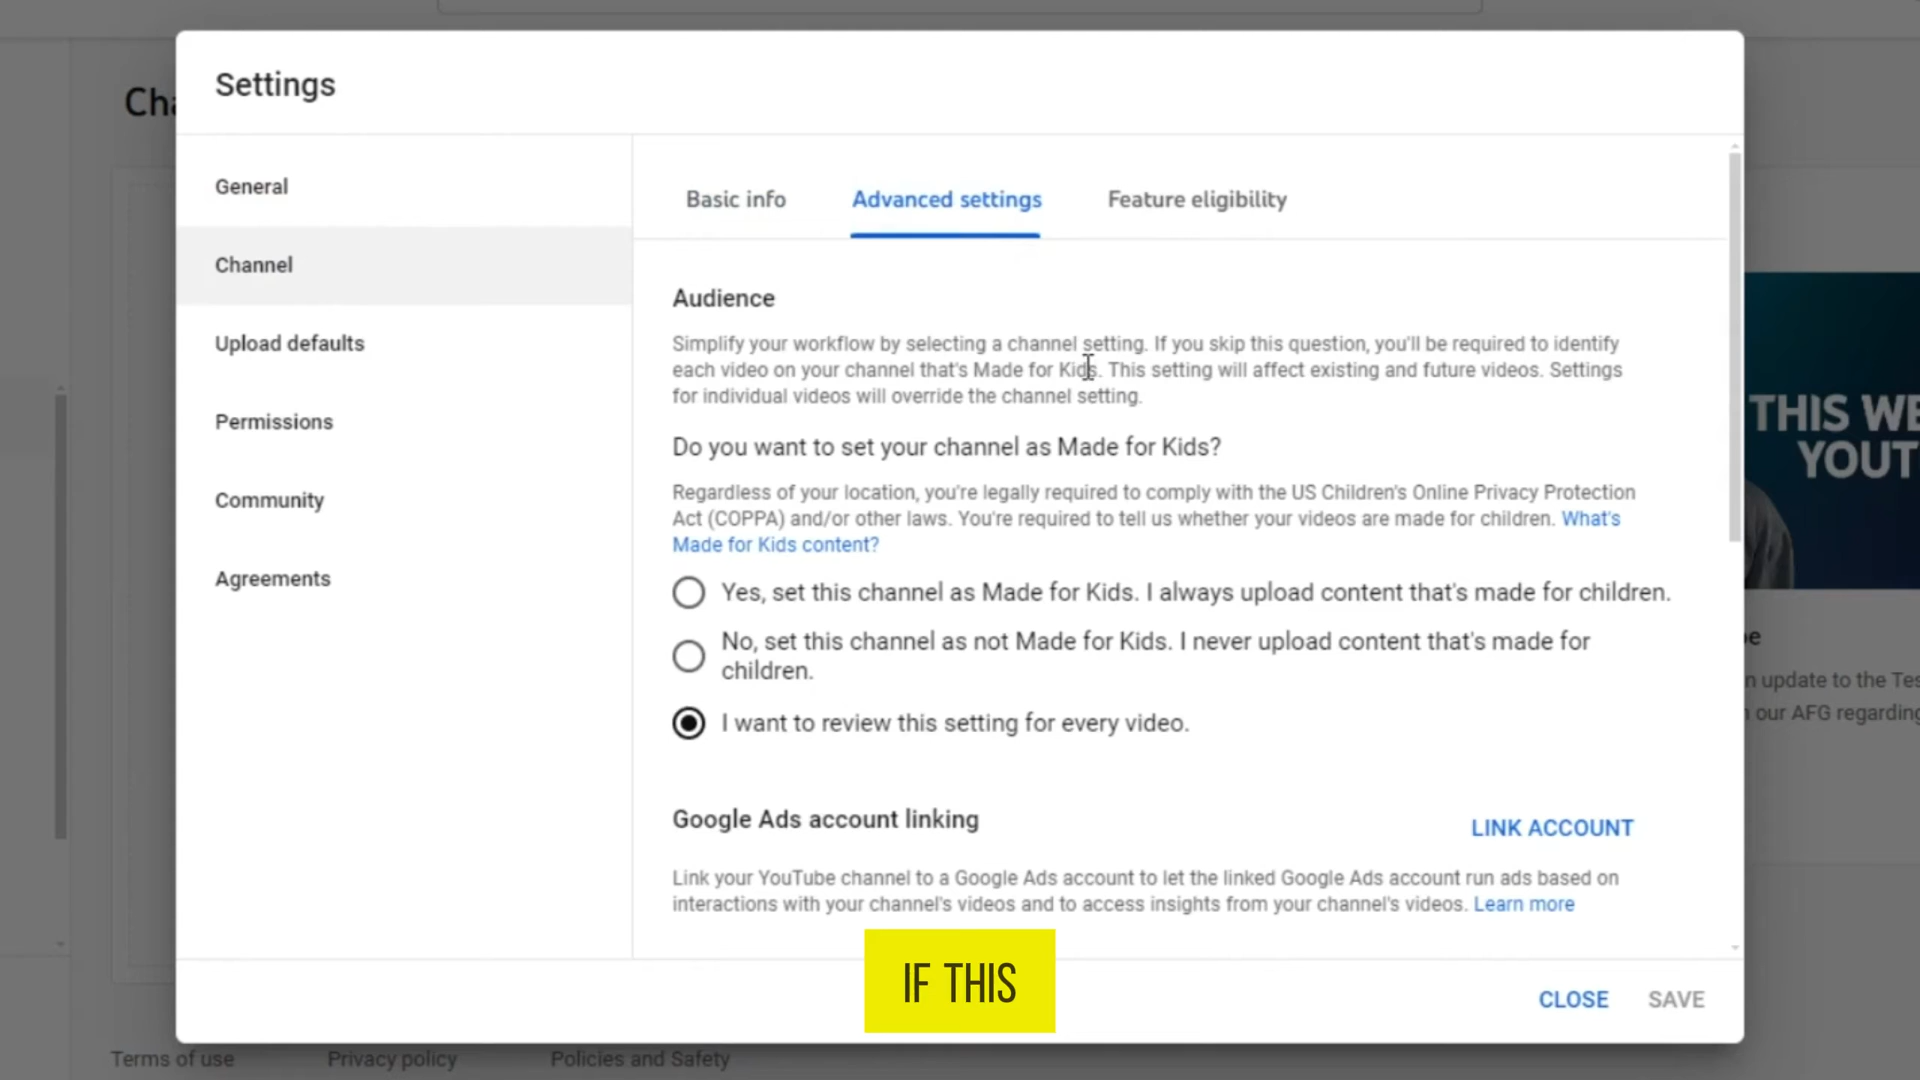 Settings
General
Channel
Upload defaults
Permissions
Community
Agreements
Basic info
Advanced settings
Feature eligibility
Audience
Simplify your workflow by selecting a channel setting. If you skip this question, you'll be required to identify
each video on your channel that's Made for Kids. This setting will affect existing and future videos. Settings
for individual videos will override the channel setting.
Do you want to set your channel as Made for Kids?
Regardless of your location, you're legally required to comply with the US Children's Online Privacy Protection
Act (COPPA) and/or other laws. You're required to tell us whether your videos are made for children. What's
Made for Kids content?
Yes, set this channel as Made for Kids. I always upload content that's made for children.
No, set this channel as not Made for Kids. I never upload content that's made for
children.
I want to review this setting for every video.
Google Ads account linking
LINK ACCOUNT
Link your YouTube channel to a Google Ads account to let the linked Google Ads account run ads based on
interactions with your channel's videos and to access insights from your channel's videos. Learn more
IF THIS
CLOSE
SAVE
THIS WE
YOUT
n update to the Tes
our AFG regarding
Terms of use
Privacy policy
Policies and Safety